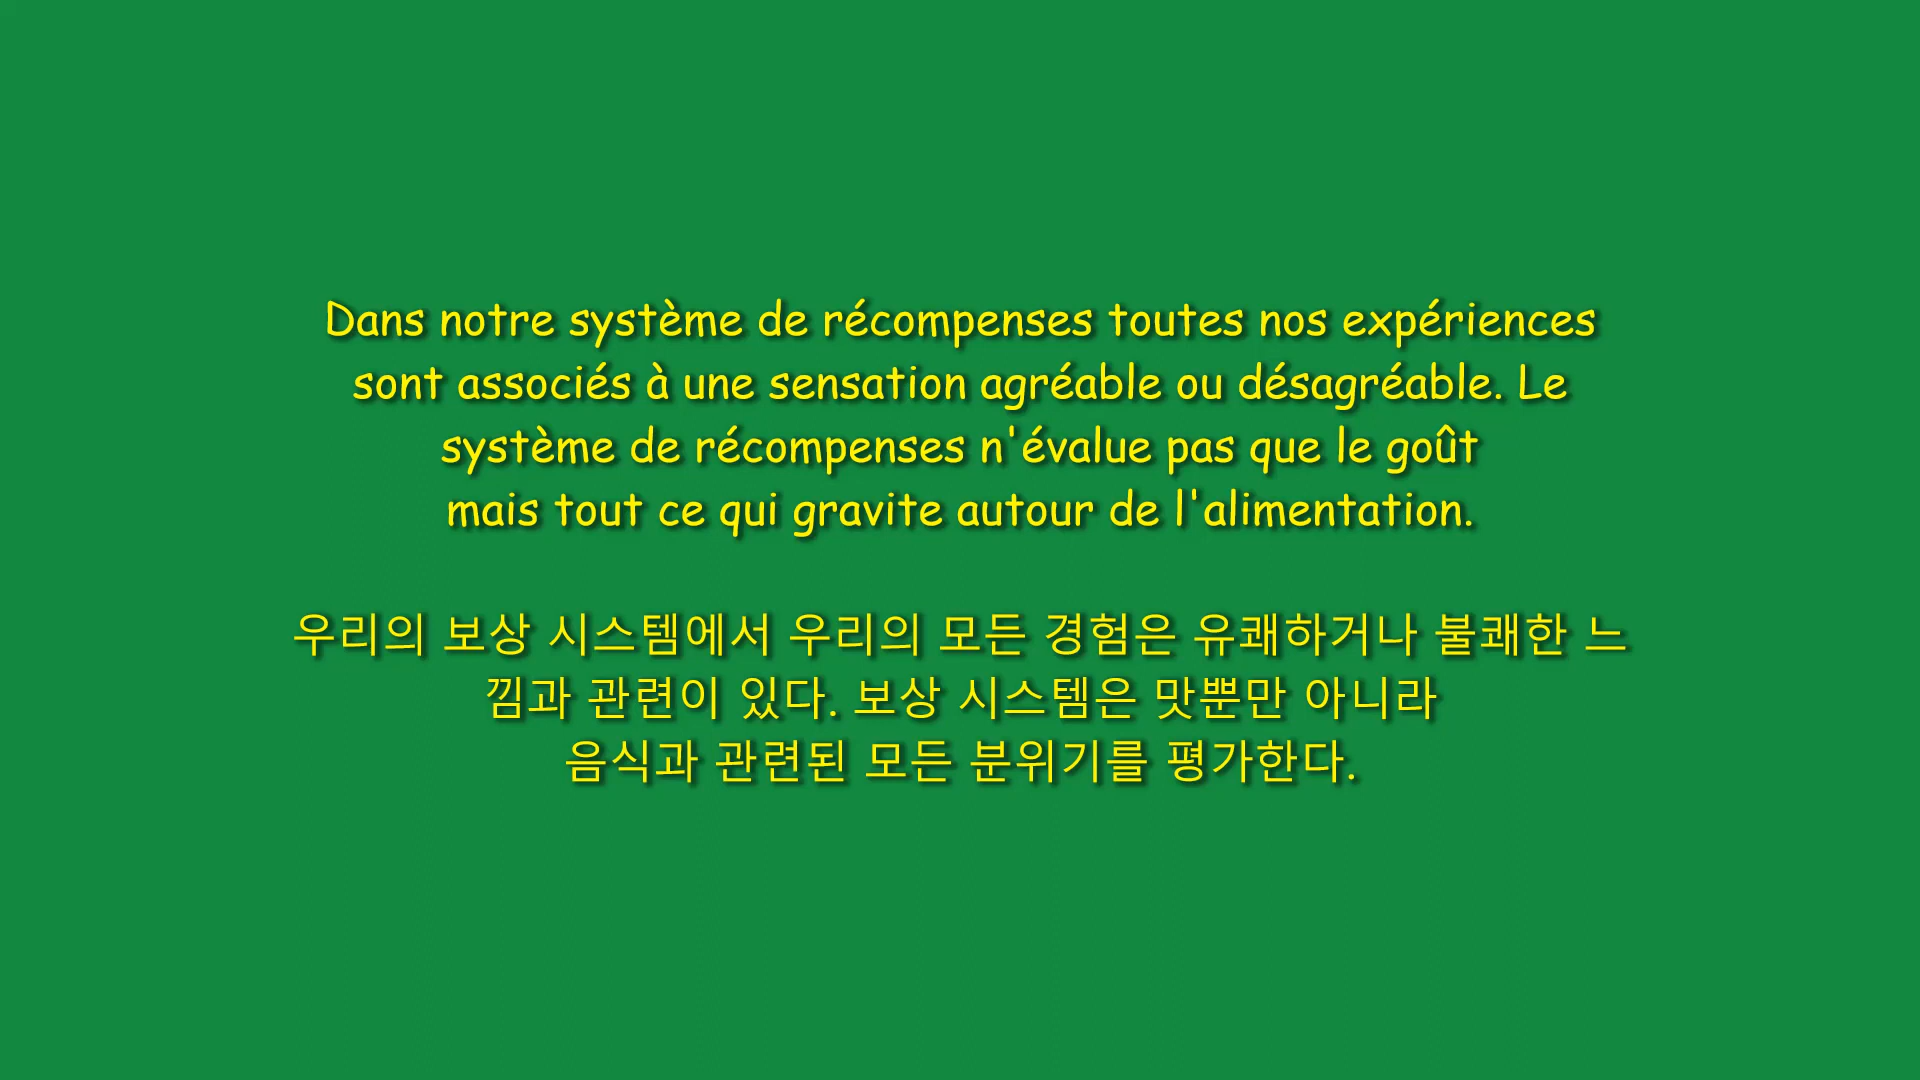 Dans notre système de récompenses toutes nos expériences
sont associés à une sensation agréable ou désagréable. Le
système de récompenses n'évalue pas que le goût
mais tout ce qui gravite autour de l'alimentation.
우리의 보상 시스템에서 우리의 모든 경험은 유쾌하거나 불쾌한 느
낌과 관련이 있다. 보상 시스템은 맛뿐만 아니라
음식과 관련된 모든 분위기를 평가한다.